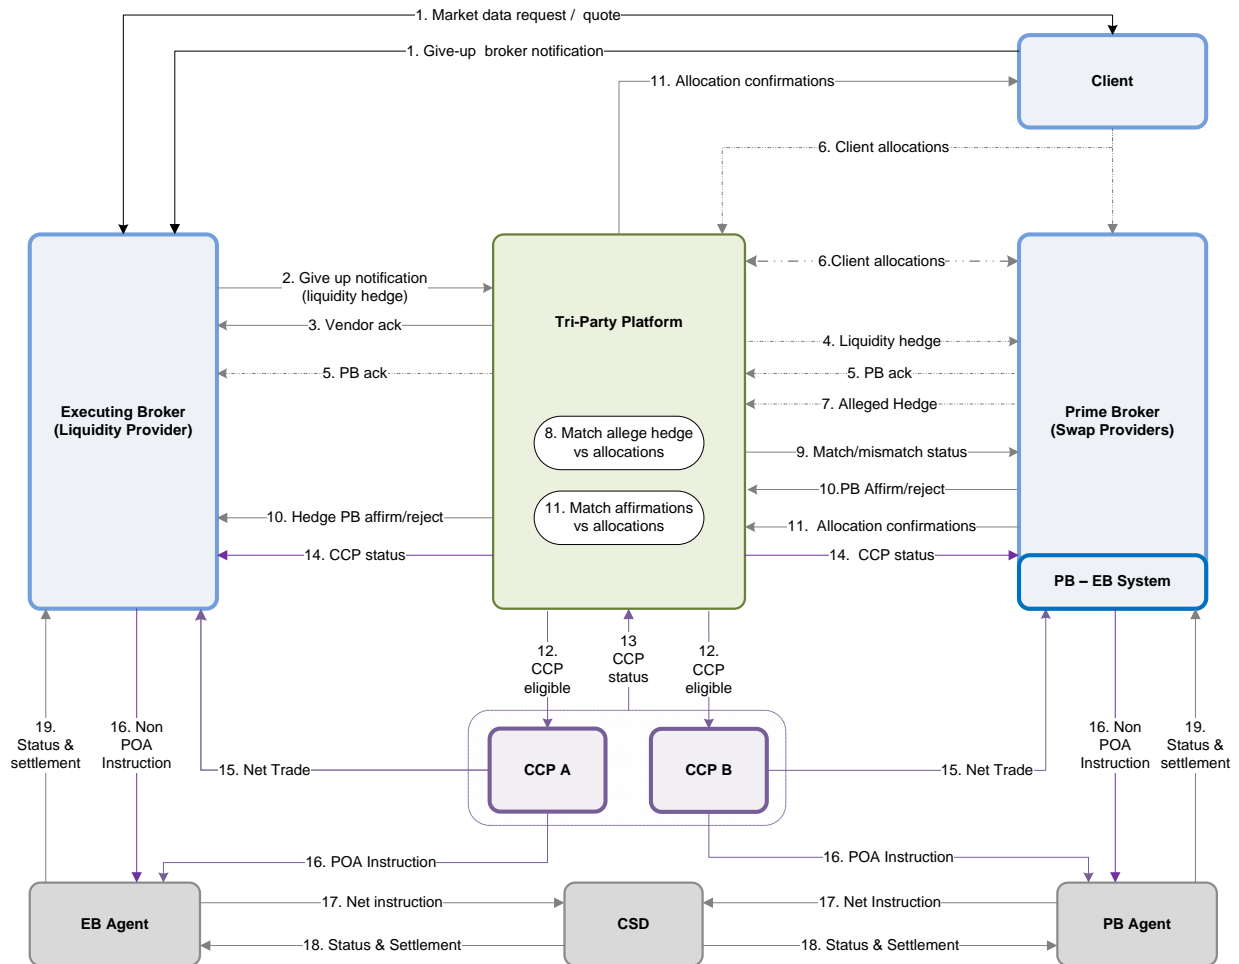 1. Market data request /  quote
1. Give-up  broker notification
11. Allocation confirmations
Client
6. Client allocations
2. Give up notification
(liquidity hedge)
3. Vendor ack
5. PB ack
Executing Broker
(Liquidity Provider)
10. Hedge PB affirm/reject
14. CCP status
Tri-Party Platform
8. Match allege hedge
vs allocations
11. Match affirmations
vs allocations
6.Client allocations
4. Liquidity hedge
5. PB ack
7. Alleged Hedge
9. Match/mismatch status
10.PB Affirm/reject
11.  Allocation confirmations
14.  CCP status
Prime Broker
(Swap Providers)
PB – EB System
12.
CCP
eligible
13
CCP
status
12.
CCP
eligible
19.
Status &
settlement
16. Non
POA
Instruction
15. Net Trade
CCP A
CCP B
15. Net Trade
16. Non
POA
Instruction
19.
Status &
settlement
16. POA Instruction
16. POA Instruction
EB Agent
17. Net instruction
18. Status & Settlement
CSD
17. Net Instruction
18. Status & Settlement
PB Agent